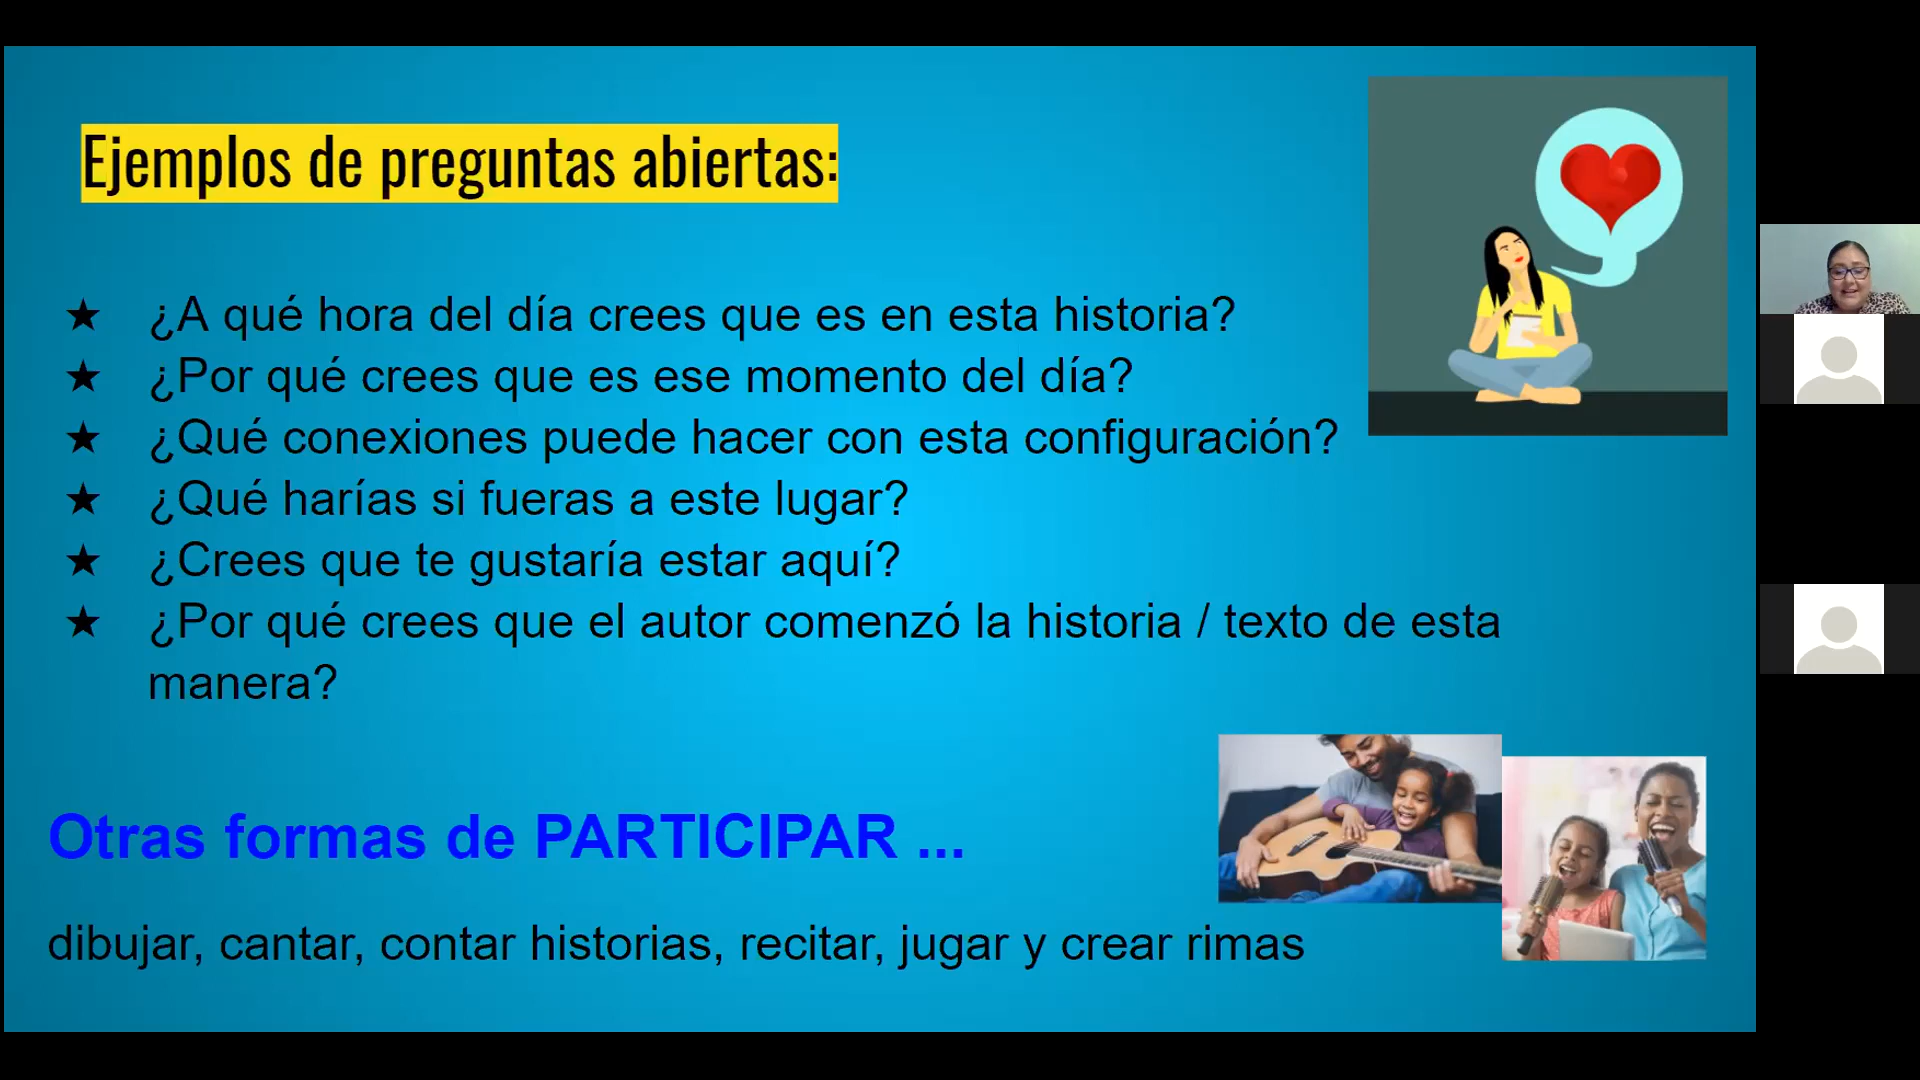 Ejemplos de preguntas abiertas:
★ ¿A qué hora del día crees que es en esta historia?
★ ¿Por qué crees que es ese momento del día?
★ ¿Qué conexiones puede hacer con esta configuración?
★ ¿Qué harías si fueras a este lugar?
★ ¿Crees que te gustaría estar aquí?
★ ¿Por qué crees que el autor comenzó la historia / texto de esta
manera?
Otras formas de PARTICIPAR ...
dibujar, cantar, contar historias, recitar, jugar y crear rimas